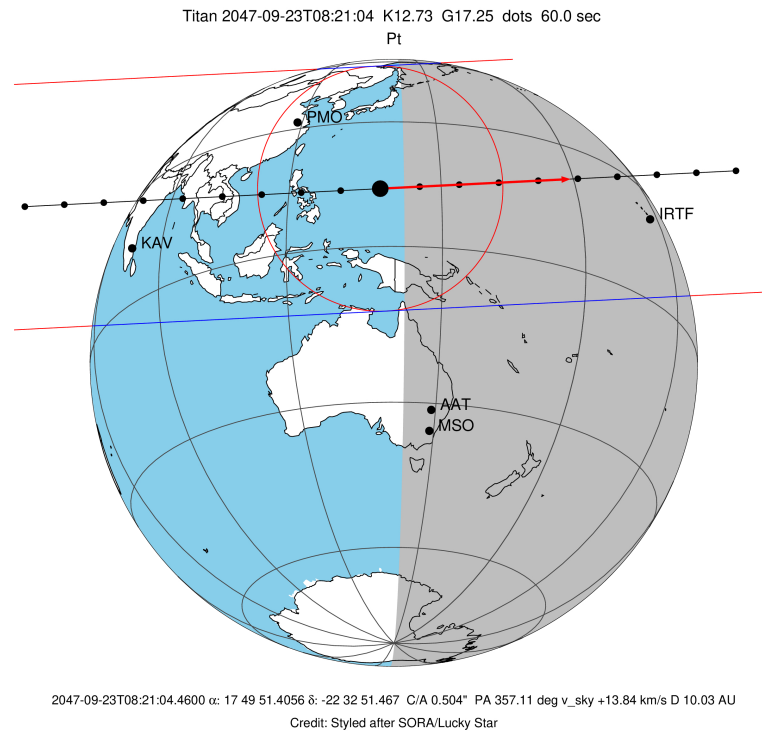 Titan 2047-09-23T08:21:04 K12.73 G17.25 dots 60.0 sec
Pt
PMO
IRTF
KAV
AAT
MSO
2047-09-23T08:21:04.4600 α: 17 49 51.4056 δ: -22 32 51.467 C/A 0.504" PA 357.11 deg v_sky +13.84 km/s D 10.03 AU
Credit: Styled after SORA/Lucky Star